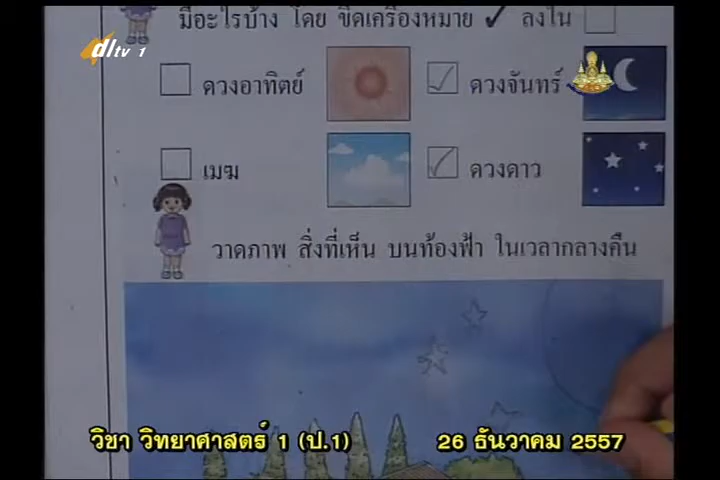 มีอะไรบ้าง โดย ขีดเครื่องหมาย ✓ ลงใน
dltv 1
ดวงอาทิตย์ ดวงจันทร์
เมฆ ดวงดาว
วาดภาพ สิ่งที่เห็น บนท้องฟ้า ในเวลากลางคืน
วิชา วิทยาศาสตร์ 1 (ป.1) 26 ธันวาคม 2557